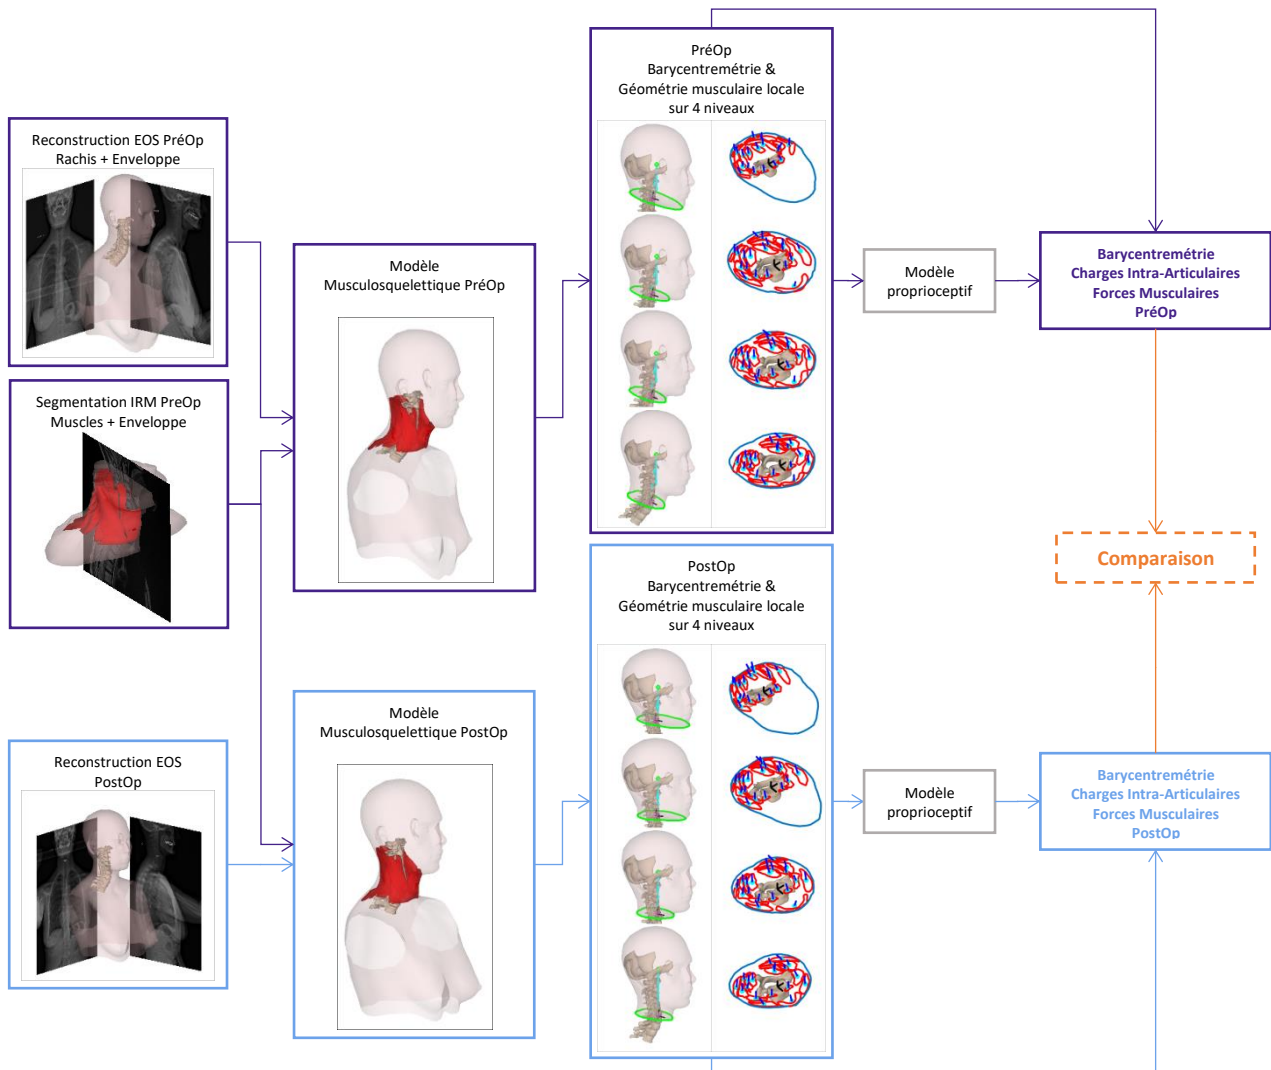 Reconstruction EOS PréOp
Rachis + Enveloppe
Segmentation IRM PreOp
Muscles + Enveloppe
Reconstruction EOS
PostOp
Modèle
Musculosquelettique PréOp
Modèle
Musculosquelettique PostOp
PréOp
Barycentremétrie &
Géométrie musculaire locale
sur 4 niveaux
PostOp
Barycentremétrie &
Géométrie musculaire locale
sur 4 niveaux
Modèle
proprioceptif
Modèle
proprioceptif
Barycentremétrie
Charges Intra-Articulaires
Forces Musculaires
PréOp
Comparaison
Barycentremétrie
Charges Intra-Articulaires
Forces Musculaires
PostOp